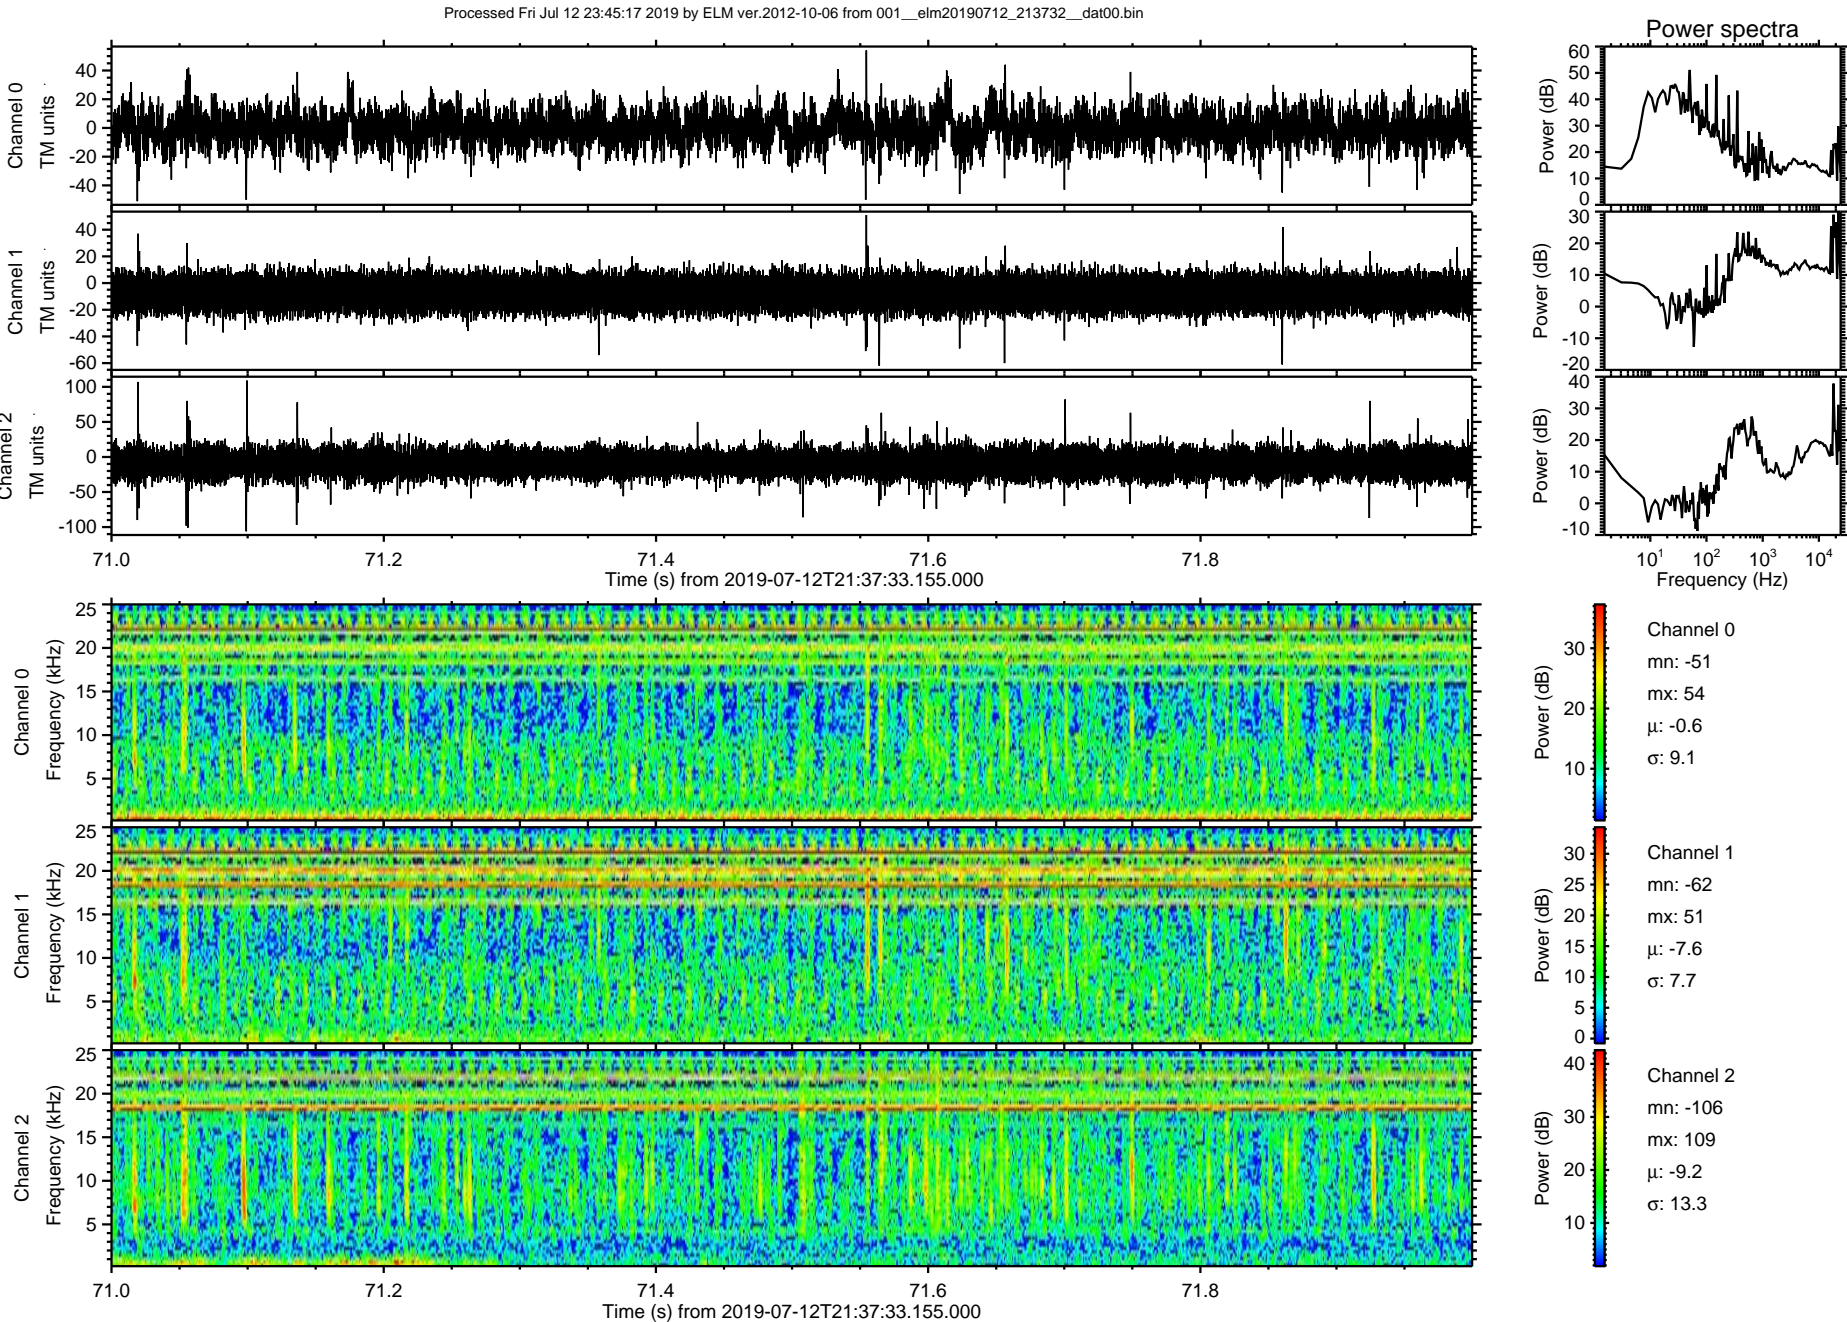 Processed Fri Jul 12 23:45:17 2019 by ELM ver.2012-10-06 from 001__elm20190712_213732__dat00.bin
Power spectra
Channel 0
TM units
40
20
0
-20
-40
Power (dB)
60
50
40
30
20
10
0
Channel 1
TM units
40
20
0
-20
-40
-60
Power (dB)
30
20
10
0
-10
-20
Channel 2
TM units
100
50
0
-50
-100
Power (dB)
40
30
20
10
0
-10
71.0 71.2 71.4 71.6 71.8
Time (s) from 2019-07-12T21:37:33.155.000
10^1 10^2 10^3 10^4
Frequency (Hz)
Channel 0
Frequency (kHz)
25
20
15
10
5
Power (dB)
30
20
10
Channel 0
mn: -51
mx: 54
μ: -0.6
σ: 9.1
Channel 1
Frequency (kHz)
25
20
15
10
5
Power (dB)
30
25
20
15
10
5
0
Channel 1
mn: -62
mx: 51
μ: -7.6
σ: 7.7
Channel 2
Frequency (kHz)
25
20
15
10
5
Power (dB)
40
30
20
10
Channel 2
mn: -106
mx: 109
μ: -9.2
σ: 13.3
71.0 71.2 71.4 71.6 71.8
Time (s) from 2019-07-12T21:37:33.155.000